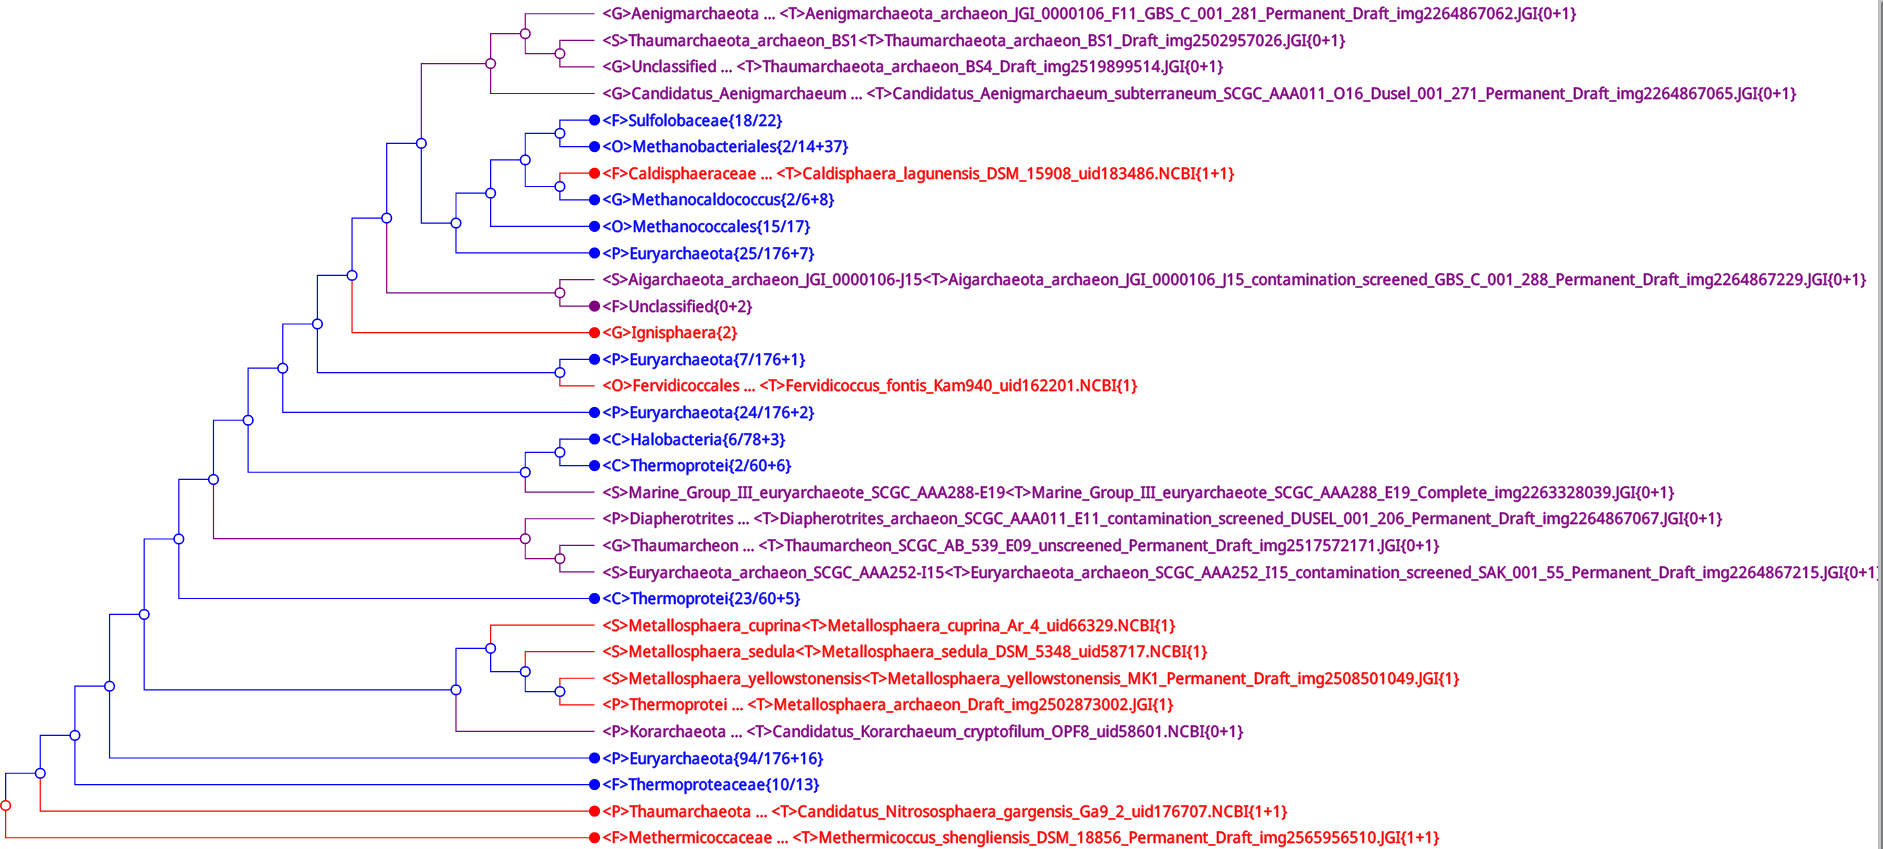 <G>Aenigmarchaeota ... <T>Aenigmarchaeota_archaeon_JGI_0000106_F11_GBS_C_001_281_Permanent_Draft_img2264867062.JGI{0+1}
<S>Thaumarchaeota_archaeon_BS1<T>Thaumarchaeota_archaeon_BS1_Draft_img2502957026.JGI{0+1}
<G>Unclassified ... <T>Thaumarchaeota_archaeon_BS4_Draft_img2519899514.JGI{0+1}
<G>Candidatus_Aenigmarchaeum ... <T>Candidatus_Aenigmarchaeum_subterraneum_SCGC_AAA011_O16_Dusel_001_271_Permanent_Draft_img2264867065.JGI{0+1}
<F>Sulfolobaceae{18/22}
<O>Methanobacteriales{2/14+37}
<F>Caldisphaeraceae ... <T>Caldisphaera_lagunensis_DSM_15908_uid183486.NCBI{1+1}
<G>Methanocaldococcus{2/6+8}
<O>Methanococcales{15/17}
<P>Euryarchaeota{25/176+7}
<S>Aigarchaeota_archaeon_JGI_0000106-J15<T>Aigarchaeota_archaeon_JGI_0000106_J15_contamination_screened_GBS_C_001_288_Permanent_Draft_img2264867229.JGI{0+1}
<F>Unclassified{0+2}
<G>Ignisphaera{2}
<P>Euryarchaeota{7/176+1}
<O>Fervidicoccales ... <T>Fervidicoccus_fontis_Kam940_uid162201.NCBI{1}
<P>Euryarchaeota{24/176+2}
<C>Halobacteria{6/78+3}
<C>Thermoprotei{2/60+6}
<S>Marine_Group_III_euryarchaeote_SCGC_AAA288-E19<T>Marine_Group_III_euryarchaeote_SCGC_AAA288_E19_Complete_img2263328039.JGI{0+1}
<P>Diapherotrites ... <T>Diapherotrites_archaeon_SCGC_AAA011_E11_contamination_screened_DUSEL_001_206_Permanent_Draft_img2264867067.JGI{0+1}
<G>Thaumarcheon ... <T>Thaumarcheon_SCGC_AB_539_E09_unscreened_Permanent_Draft_img2517572171.JGI{0+1}
<S>Euryarchaeota_archaeon_SCGC_AAA252-I15<T>Euryarchaeota_archaeon_SCGC_AAA252_I15_contamination_screened_SAK_001_55_Permanent_Draft_img2264867215.JGI{0+1}
<C>Thermoprotei{23/60+5}
<S>Metallosphaera_cuprina<T>Metallosphaera_cuprina_Ar_4_uid66329.NCBI{1}
<S>Metallosphaera_sedula<T>Metallosphaera_sedula_DSM_5348_uid58717.NCBI{1}
<S>Metallosphaera_yellowstonensis<T>Metallosphaera_yellowstonensis_MK1_Permanent_Draft_img2508501049.JGI{1}
<P>Thermoprotei ... <T>Metallosphaera_archaeon_Draft_img2502873002.JGI{1}
<P>Korarchaeota ... <T>Candidatus_Korarchaeum_cryptofilum_OPF8_uid58601.NCBI{0+1}
<P>Euryarchaeota{94/176+16}
<F>Thermoproteaceae{10/13}
<P>Thaumarchaeota ... <T>Candidatus_Nitrososphaera_gargensis_Ga9_2_uid176707.NCBI{1+1}
<F>Methermicoccaceae ... <T>Methermicoccus_shengliensis_DSM_18856_Permanent_Draft_img2565956510.JGI{1+1}